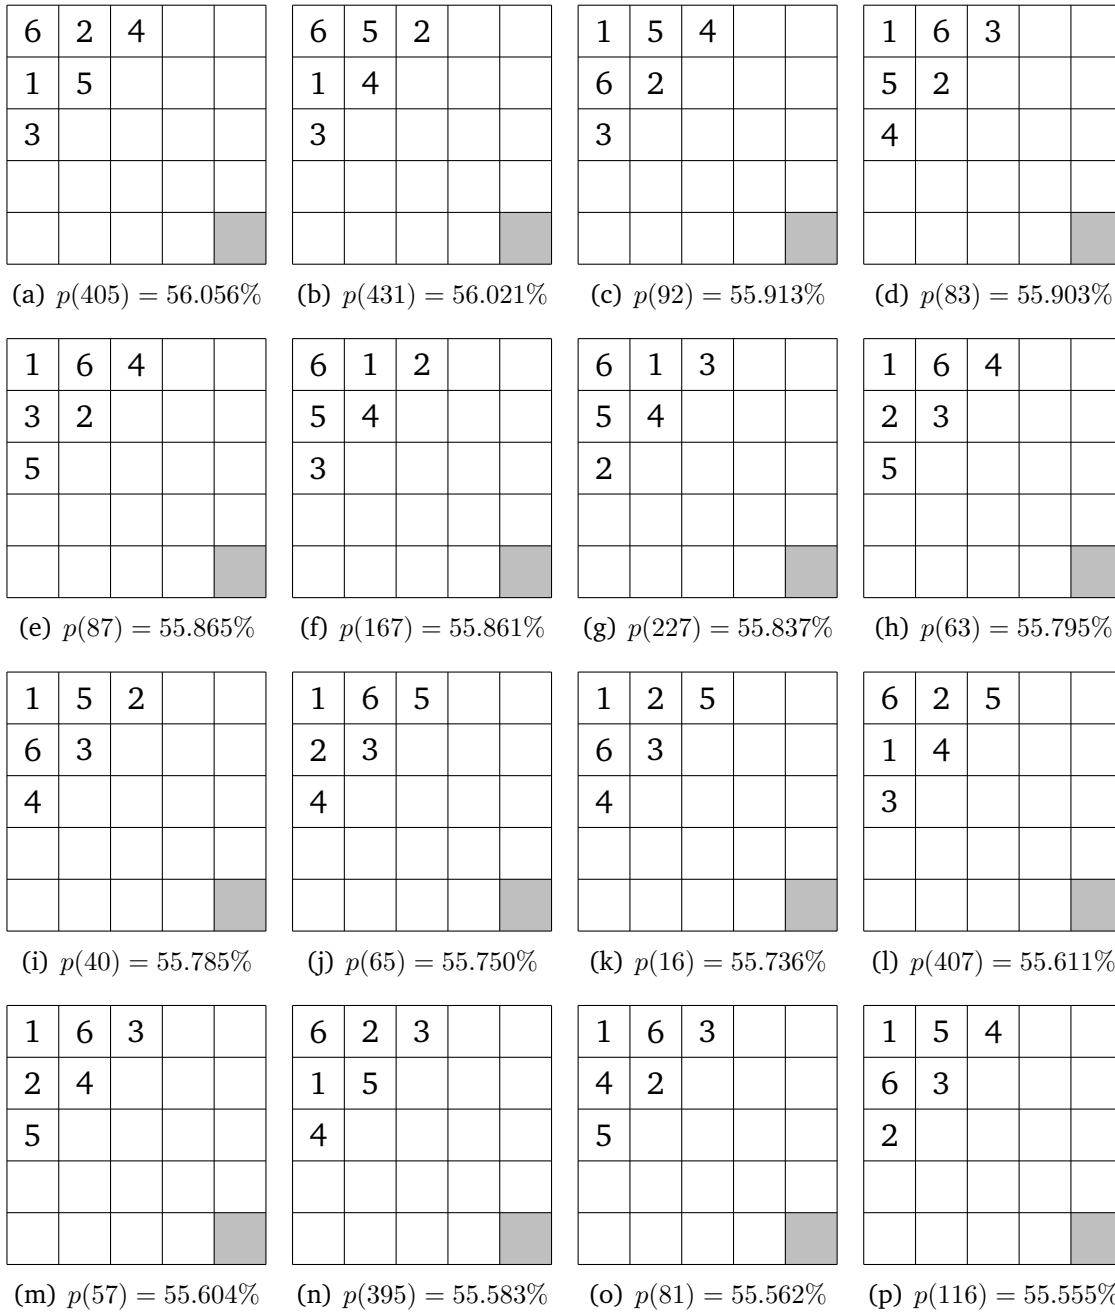 6 2 4 6 5 2 1 5 4 1 6 3
1 5 1 4 6 2 5 2
3 3 3 4
(a) p(405) = 56.056% (b) p(431) = 56.021% (c) p(92) = 55.913% (d) p(83) = 55.903%
1 6 4 6 1 2 6 1 3 1 6 4
3 2 5 4 5 4 2 3
5 3 2 5
(e) p(87) = 55.865% (f) p(167) = 55.861% (g) p(227) = 55.837% (h) p(63) = 55.795%
1 5 2 1 6 5 1 2 5 6 2 5
6 3 2 3 6 3 1 4
4 4 4 3
(i) p(40) = 55.785% (j) p(65) = 55.750% (k) p(16) = 55.736% (l) p(407) = 55.611%
1 6 3 6 2 3 1 6 3 1 5 4
2 4 1 5 4 2 6 3
5 4 5 2
(m) p(57) = 55.604% (n) p(395) = 55.583% (o) p(81) = 55.562% (p) p(116) = 55.555%